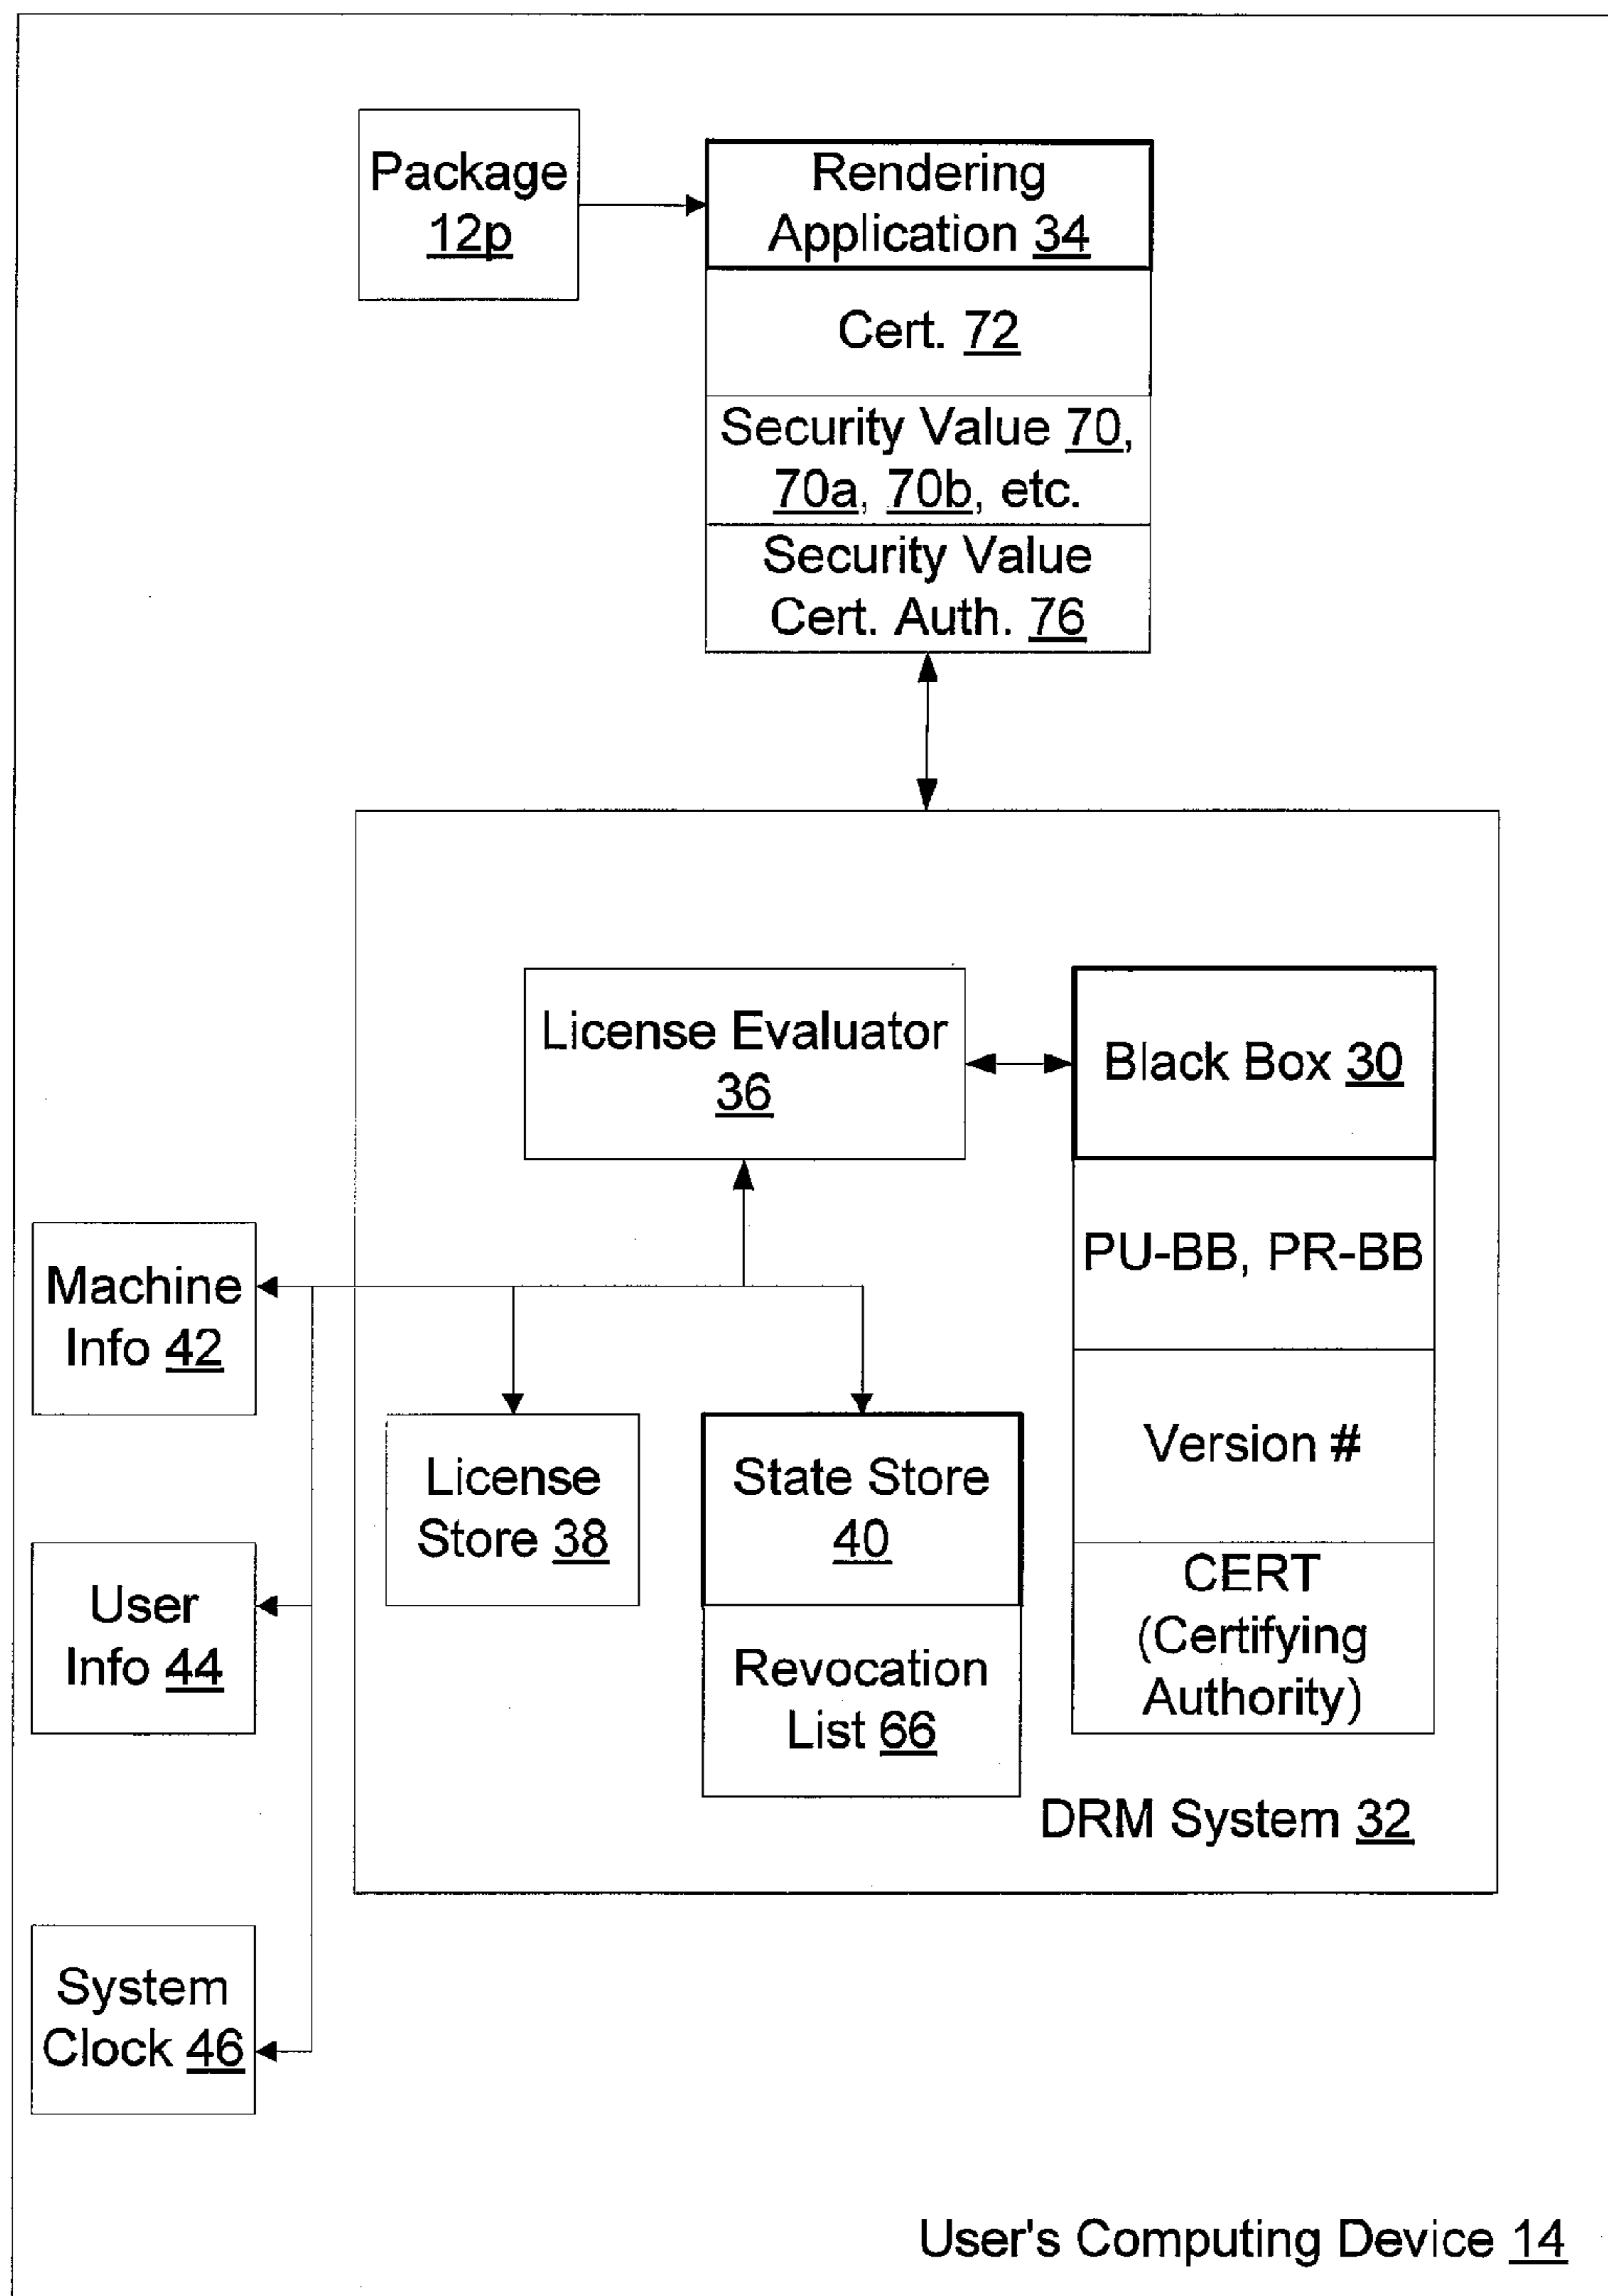 Package
12p
Rendering
Application 34
Cert. 72
Security Value 70,
70a, 70b, etc.
Security Value
Cert. Auth. 76
License Evaluator
36
Black Box 30
PU-BB, PR-BB
Machine
Info 42
Version #
License
Store 38
State Store
40
CERT
(Certifying
Authority)
User
Info 44
Revocation
List 66
DRM System 32
System
Clock 46
User's Computing Device 14